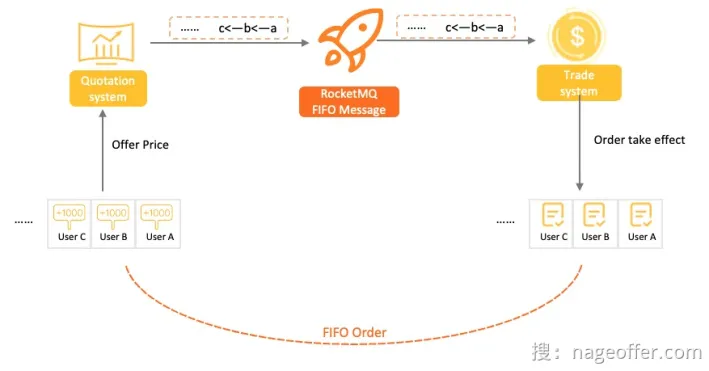 ...... c<—b<—a
...... c<—b<—a
Quotation
system
RocketMQ
FIFO Message
Trade
system
Offer Price
Order take effect
...... +1000 +1000 +1000
User C User B User A
...... User C User B User A
FIFO Order
搜：nageoffer.com